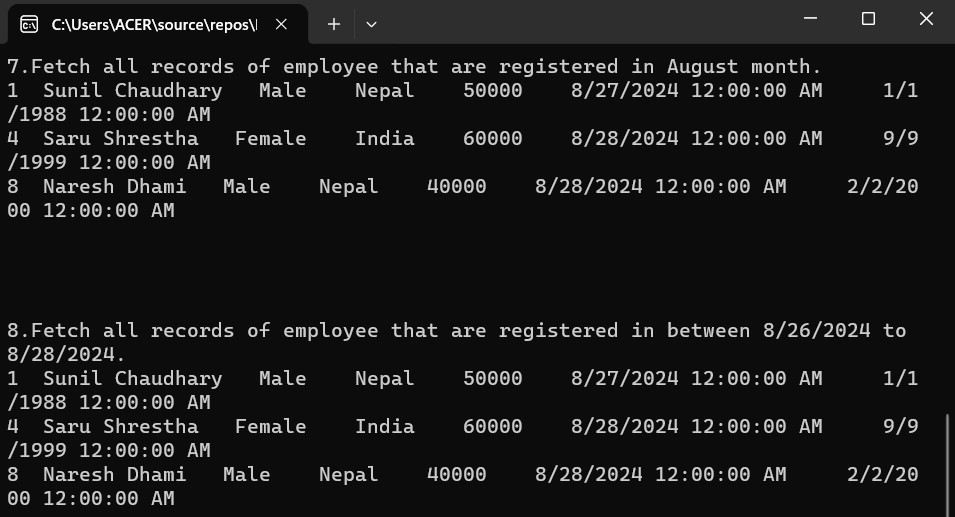 C:\Users\ACER\source\repos\
7.Fetch all records of employee that are registered in August month.
1  Sunil Chaudhary   Male    Nepal    50000    8/27/2024 12:00:00 AM     1/1
/1988 12:00:00 AM
4  Saru Shrestha   Female    India    60000    8/28/2024 12:00:00 AM     9/9
/1999 12:00:00 AM
8  Naresh Dhami   Male    Nepal    40000    8/28/2024 12:00:00 AM     2/2/20
00 12:00:00 AM
8.Fetch all records of employee that are registered in between 8/26/2024 to
8/28/2024.
1  Sunil Chaudhary   Male    Nepal    50000    8/27/2024 12:00:00 AM     1/1
/1988 12:00:00 AM
4  Saru Shrestha   Female    India    60000    8/28/2024 12:00:00 AM     9/9
/1999 12:00:00 AM
8  Naresh Dhami   Male    Nepal    40000    8/28/2024 12:00:00 AM     2/2/20
00 12:00:00 AM